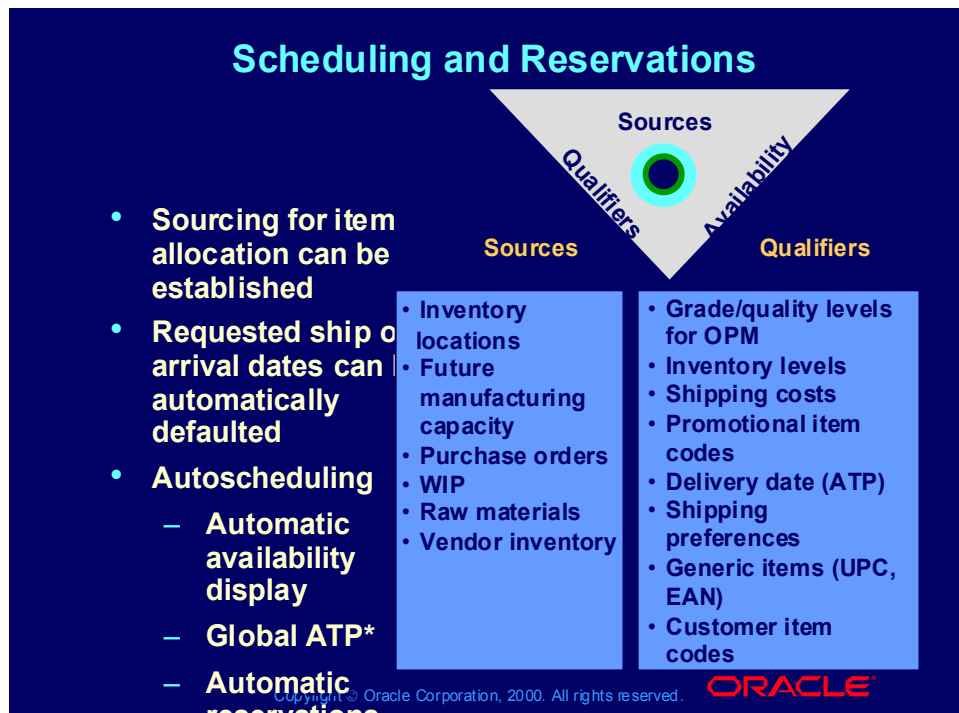 Scheduling and Reservations
Sources
Qualifiers
Availability
• Sourcing for item
allocation can be
established
• Requested ship o
arrival dates can
automatically
defaulted
• Autoscheduling
– Automatic
availability
display
– Global ATP*
– Automatic
reservations
Sources
• Inventory
locations
• Future
manufacturing
capacity
• Purchase orders
• WIP
• Raw materials
• Vendor inventory
Qualifiers
• Grade/quality levels
for OPM
• Inventory levels
• Shipping costs
• Promotional item
codes
• Delivery date (ATP)
• Shipping
preferences
• Generic items (UPC,
EAN)
• Customer item
codes
Copyright © Oracle Corporation, 2000. All rights reserved.
ORACLE®